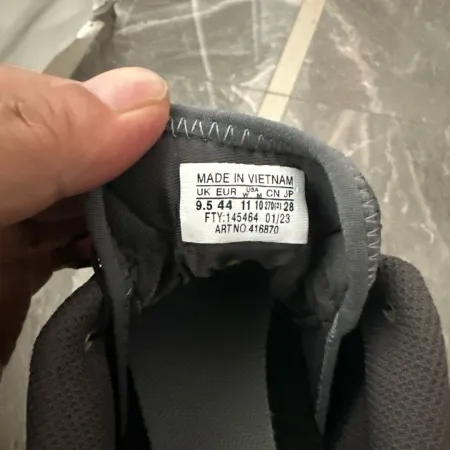 MADE IN VIETNAM
UK EUR USA W M CN JP
9.5 44 11 10 270(2) 28
FTY:145464 01/23
ART NO 416870